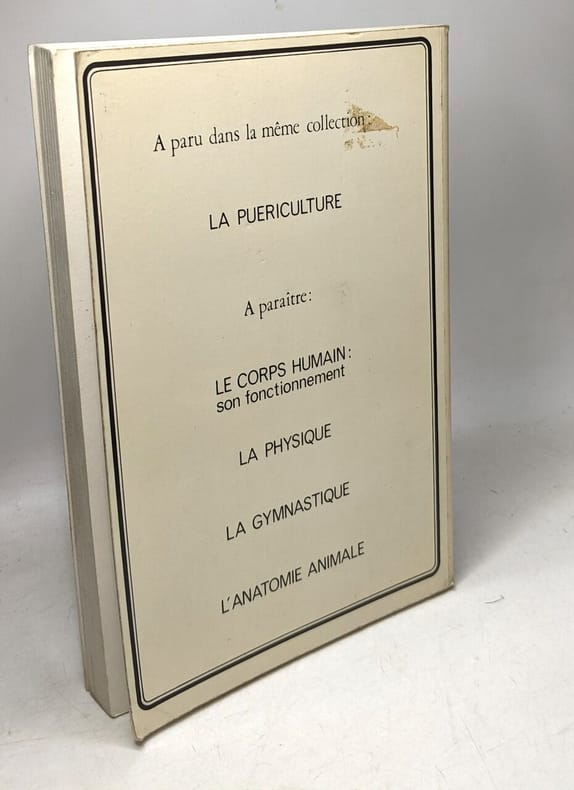 A paru dans la même collection:
LA PUERICULTURE
A paraître:
LE CORPS HUMAIN:
son fonctionnement
LA PHYSIQUE
LA GYMNASTIQUE
L'ANATOMIE ANIMALE